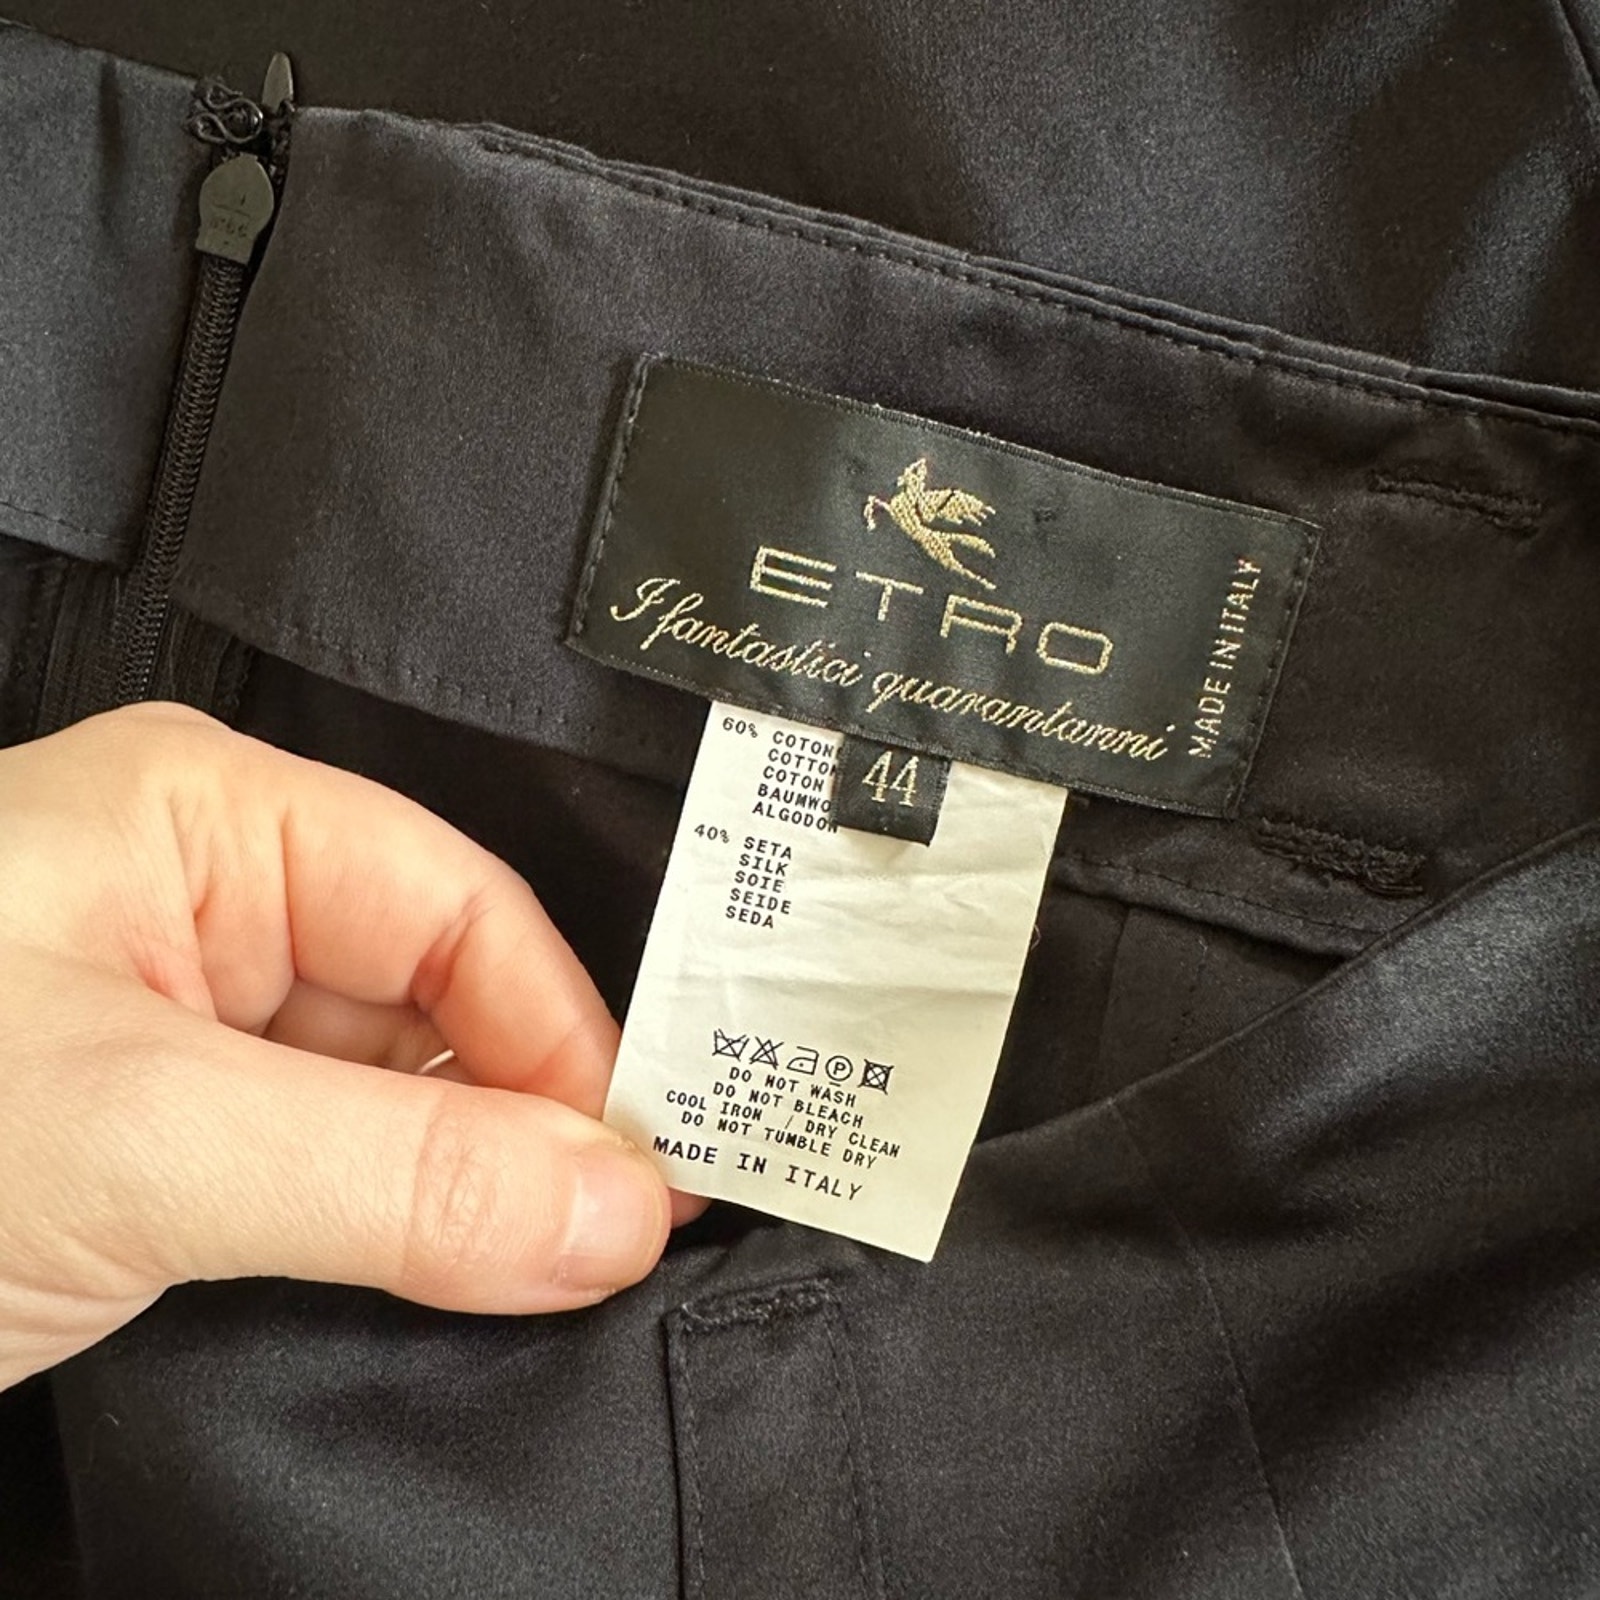 ETRO
I fantastici quarantanni
MADE IN ITALY
44
60% COTONE
COTTON
COTON
BAUMWO
ALGODON
40% SETA
SILK
SOIE
SEIDE
SEDA
DO NOT WASH
DO NOT BLEACH
COOL IRON / DRY CLEAN
DO NOT TUMBLE DRY
MADE IN ITALY